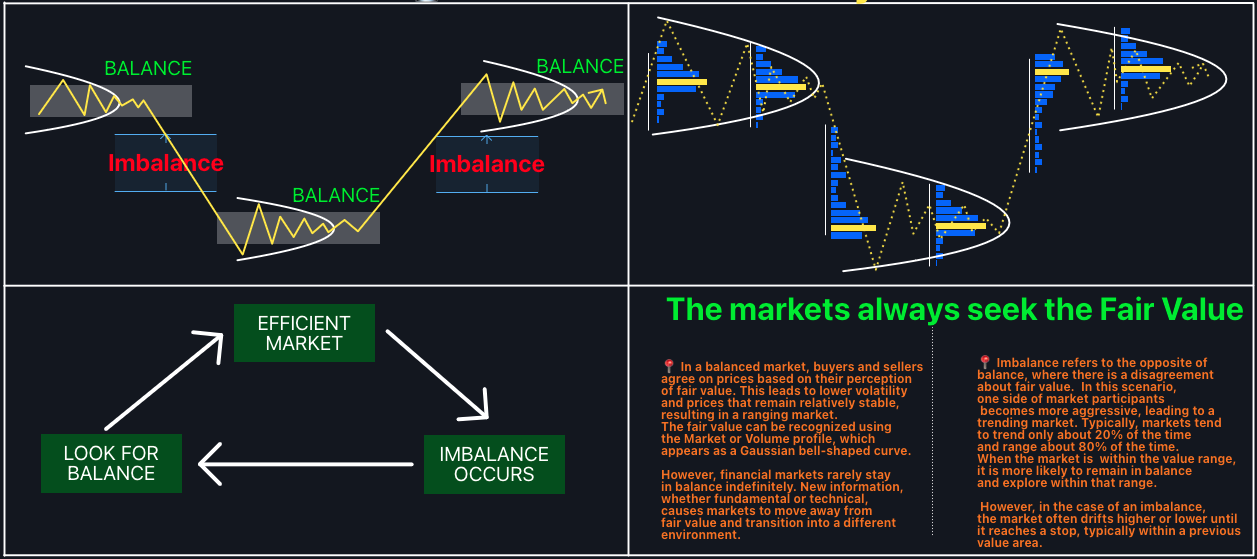 BALANCE
BALANCE
Imbalance
Imbalance
BALANCE
EFFICIENT
MARKET
LOOK FOR
BALANCE
IMBALANCE
OCCURS
The markets always seek the Fair Value
In a balanced market, buyers and sellers
agree on prices based on their perception
of fair value. This leads to lower volatility
and prices that remain relatively stable,
resulting in a ranging market.
The fair value can be recognized using
the Market or Volume profile, which
appears as a Gaussian bell-shaped curve.
However, financial markets rarely stay
in balance indefinitely. New information,
whether fundamental or technical,
causes markets to move away from
fair value and transition into a different
environment.
Imbalance refers to the opposite of
balance, where there is a disagreement
about fair value. In this scenario,
one side of market participants
becomes more aggressive, leading to a
trending market. Typically, markets tend
to trend only about 20% of the time
and range about 80% of the time.
When the market is within the value range,
it is more likely to remain in balance
and explore within that range.
However, in the case of an imbalance,
the market often drifts higher or lower until
it reaches a stop, typically within a previous
value area.